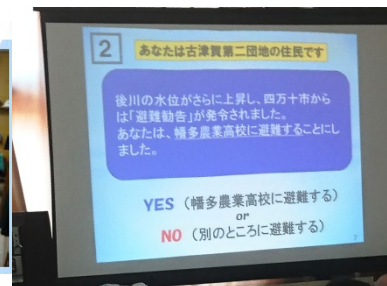 2
あなたは古津賀第二団地の住民です
後川の水位がさらに上昇し、四万十市から
は「避難勧告」が発令されました。
あなたは、幡多農業高校に避難することにし
ました。
YES（幡多農業高校に避難する）
or
NO（別のところに避難する）
7